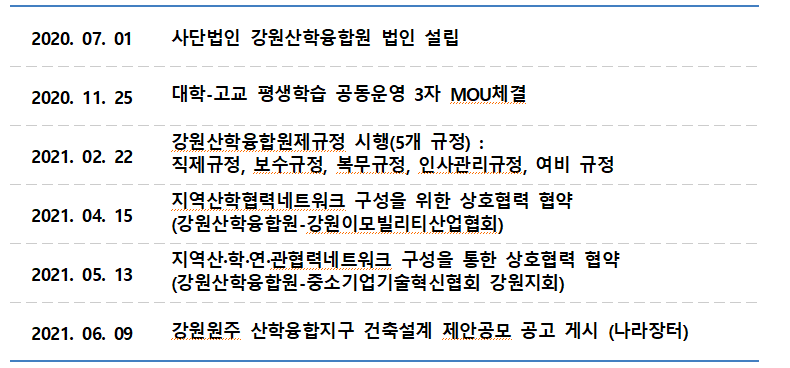 2020. 07. 01 사단법인 강원산학융합원 법인 설립
2020. 11. 25 대학-고교 평생학습 공동운영 3자 MOU체결
2021. 02. 22 강원산학융합원제규정 시행(5개 규정) :
직제규정, 보수규정, 복무규정, 인사관리규정, 여비 규정
2021. 04. 15 지역산학협력네트워크 구성을 위한 상호협력 협약
(강원산학융합원-강원이모빌리티산업협회)
2021. 05. 13 지역산·학·연·관협력네트워크 구성을 통한 상호협력 협약
(강원산학융합원-중소기업기술혁신협회 강원지회)
2021. 06. 09 강원원주 산학융합지구 건축설계 제안공모 공고 게시 (나라장터)